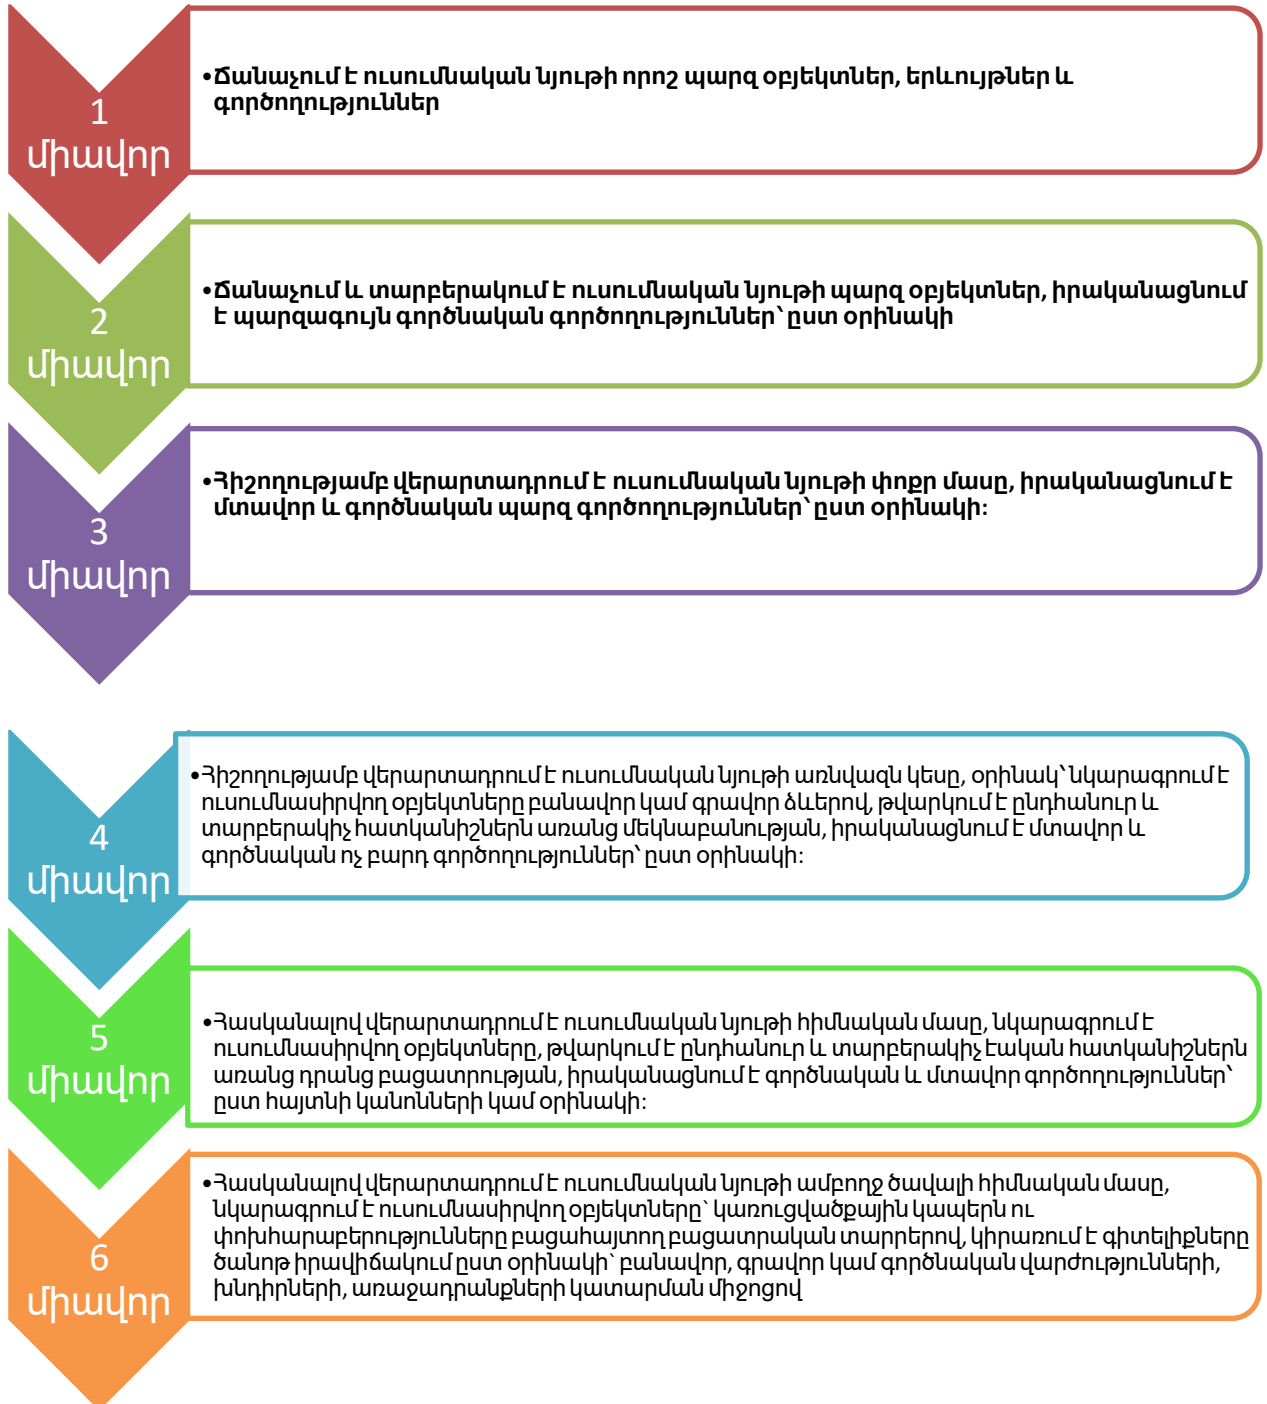 1
միավոր
•Ճանաչում է ուսումնական նյութի որոշ պարզ օբյեկտներ, երևույթներ և
գործողություններ
2
միավոր
•Ճանաչում և տարբերակում է ուսումնական նյութի պարզ օբյեկտներ, իրականացնում
է պարզագույն գործնական գործողություններ՝ ըստ օրինակի
3
միավոր
•Հիշողությամբ վերարտադրում է ուսումնական նյութի փոքր մասը, իրականացնում է
մտավոր և գործնական պարզ գործողություններ՝ ըստ օրինակի:
4
միավոր
•Հիշողությամբ վերարտադրում է ուսումնական նյութի առնվազն կեսը, օրինակ՝ նկարագրում է
ուսումնասիրվող օբյեկտները բանավոր կամ գրավոր ձևերով, թվարկում է ընդհանուր և
տարբերակիչ հատկանիշներն առանց մեկնաբանության, իրականացնում է մտավոր և
գործնական ոչ բարդ գործողություններ՝ ըստ օրինակի:
5
միավոր
•Հասկանալով վերարտադրում է ուսումնական նյութի հիմնական մասը, նկարագրում է
ուսումնասիրվող օբյեկտները, թվարկում է ընդհանուր և տարբերակիչ էական հատկանիշներն
առանց դրանց բացատրության, իրականացնում է գործնական և մտավոր գործողություններ՝
ըստ հայտնի կանոնների կամ օրինակի:
6
միավոր
•Հասկանալով վերարտադրում է ուսումնական նյութի ամբողջ ծավալի հիմնական մասը,
նկարագրում է ուսումնասիրվող օբյեկտները` կառուցվածքային կապերն ու
փոխհարաբերությունները բացահայտող բացատրական տարրերով, կիրառում է գիտելիքները
ծանոթ իրավիճակում ըստ օրինակի` բանավոր, գրավոր կամ գործնական վարժությունների,
խնդիրների, առաջադրանքների կատարման միջոցով